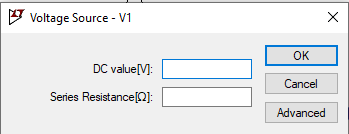 Voltage Source - V1
DC value[V]:
OK
Series Resistance[Ω]:
Cancel
Advanced